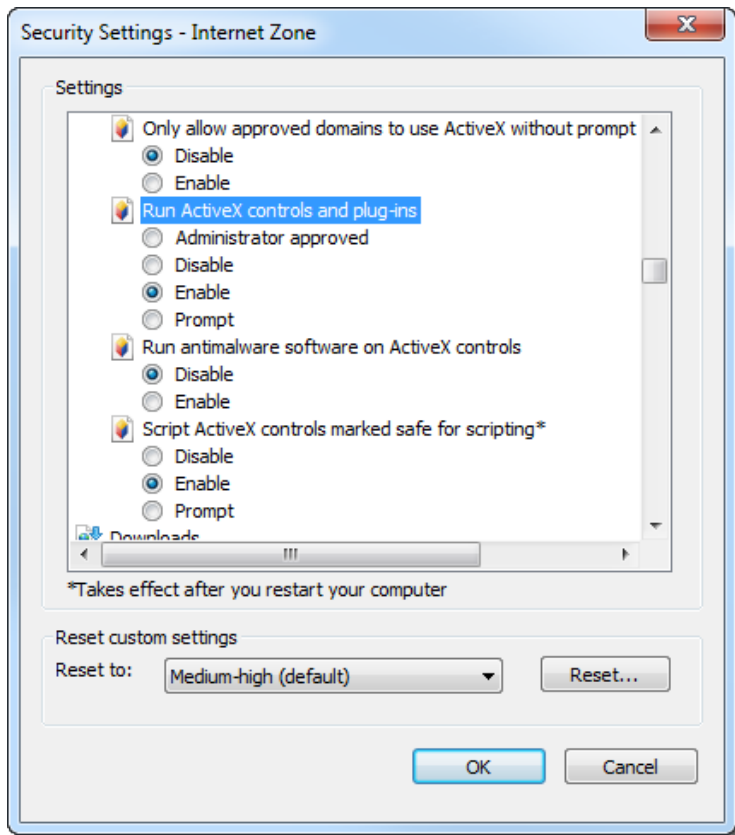 Security Settings - Internet Zone
Settings
Only allow approved domains to use ActiveX without prompt
Disable
Enable
Run ActiveX controls and plug-ins
Administrator approved
Disable
Enable
Prompt
Run antimalware software on ActiveX controls
Disable
Enable
Script ActiveX controls marked safe for scripting*
Disable
Enable
Prompt
Downloads
*Takes effect after you restart your computer
Reset custom settings
Reset to: Medium-high (default) Reset...
OK Cancel